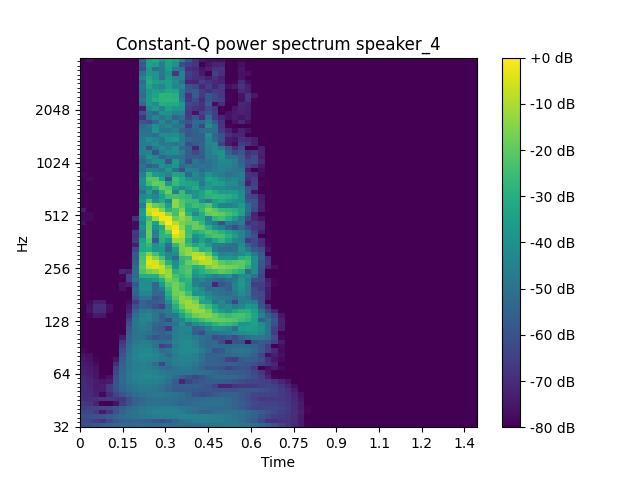 Constant-Q power spectrum speaker_4
Hz
2048
1024
512
256
128
64
32
0 0.15 0.3 0.45 0.6 0.75 0.9 1.1 1.2 1.4
Time
+0 dB
-10 dB
-20 dB
-30 dB
-40 dB
-50 dB
-60 dB
-70 dB
-80 dB